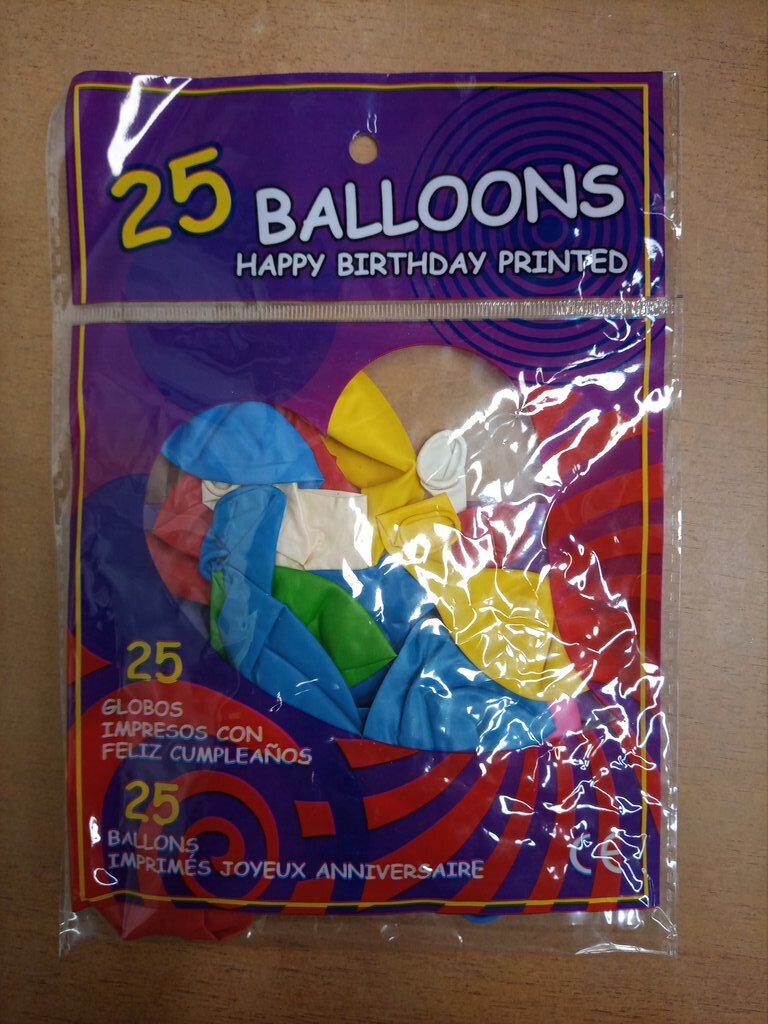 25 BALLOONS
HAPPY BIRTHDAY PRINTED
25
GLOBOS
IMPRESOS CON
FELIZ CUMPLEAÑOS
25
BALLONS
IMPRIMÉS JOYEUX ANNIVERSAIRE
CE